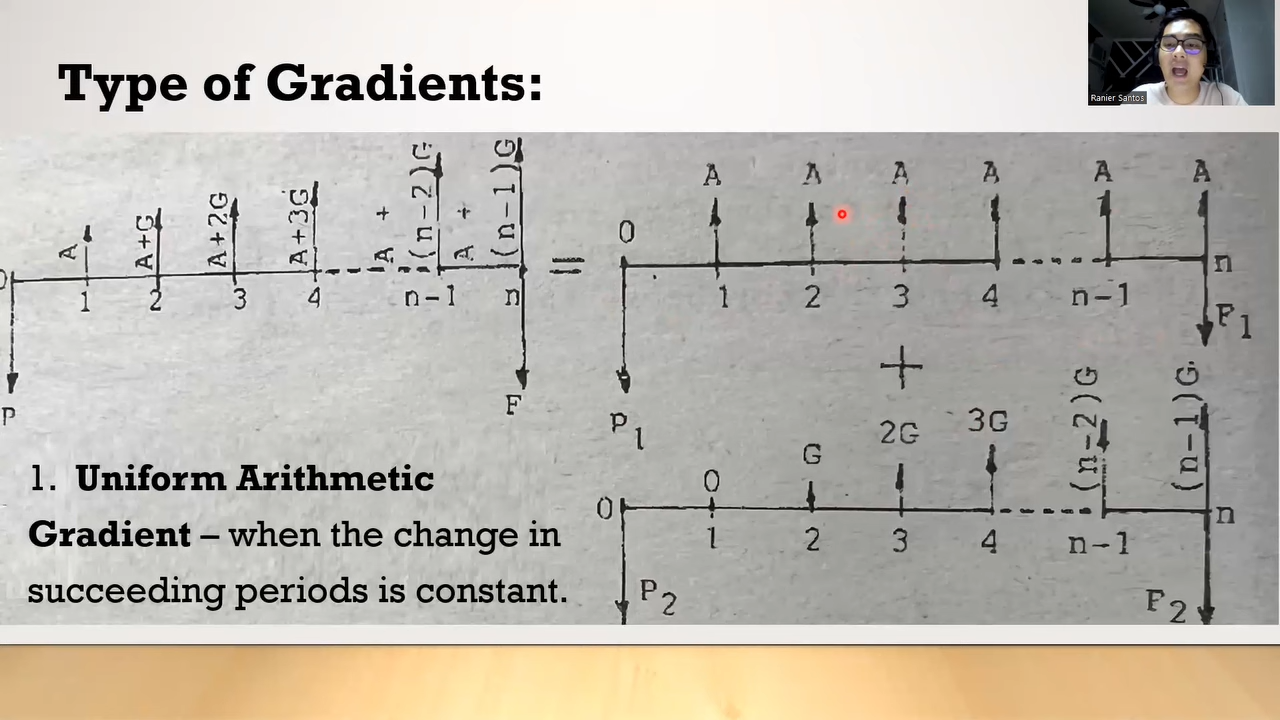 Type of Gradients:
Ranier Santos
A
A+G
A+2G
A+3G
A + (n-2)G
A + (n-1)G
0
1
2
3
4
n-1
n
P
F
=
A
A
A
A
A
A
0
1
2
3
4
n-1
n
P1
F1
+
0
G
2G
3G
(n-2)G
(n-1)G
0
1
2
3
4
n-1
n
P2
F2
1. Uniform Arithmetic
Gradient – when the change in
succeeding periods is constant.